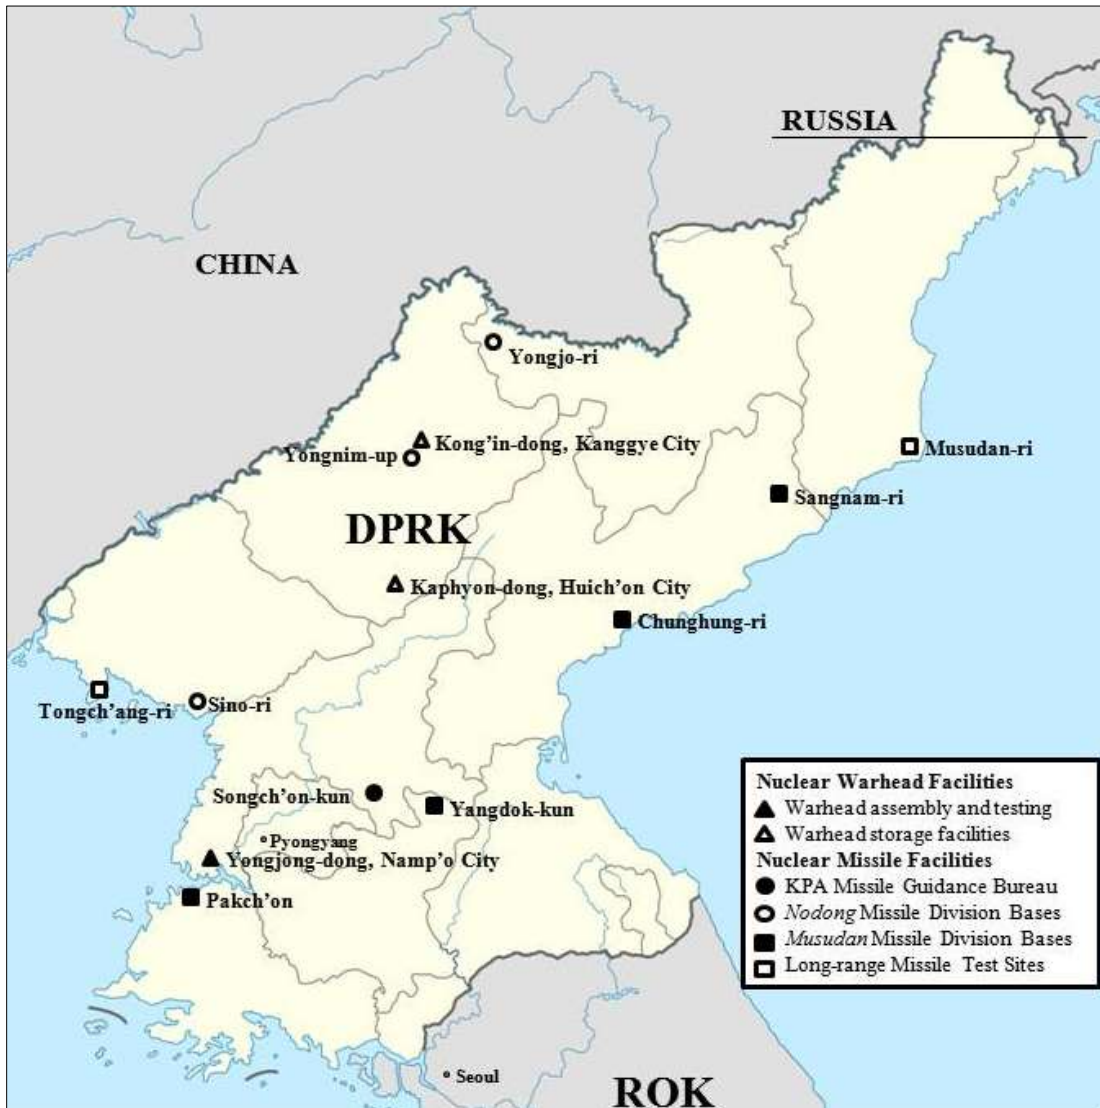 RUSSIA
CHINA
Yongjo-ri
Kong'in-dong, Kanggye City
Yongnim-up
Musudan-ri
Sangnam-ri
DPRK
Kaphyon-dong, Huich'on City
Chunghung-ri
Sino-ri
Tongch'ang-ri
Songch'on-kun
Yangdok-kun
Pyongyang
Yongjong-dong, Namp'o City
Pakch'on
Nuclear Warhead Facilities
Warhead assembly and testing
Warhead storage facilities
Nuclear Missile Facilities
KPA Missile Guidance Bureau
Nodong Missile Division Bases
Musudan Missile Division Bases
Long-range Missile Test Sites
Seoul
ROK